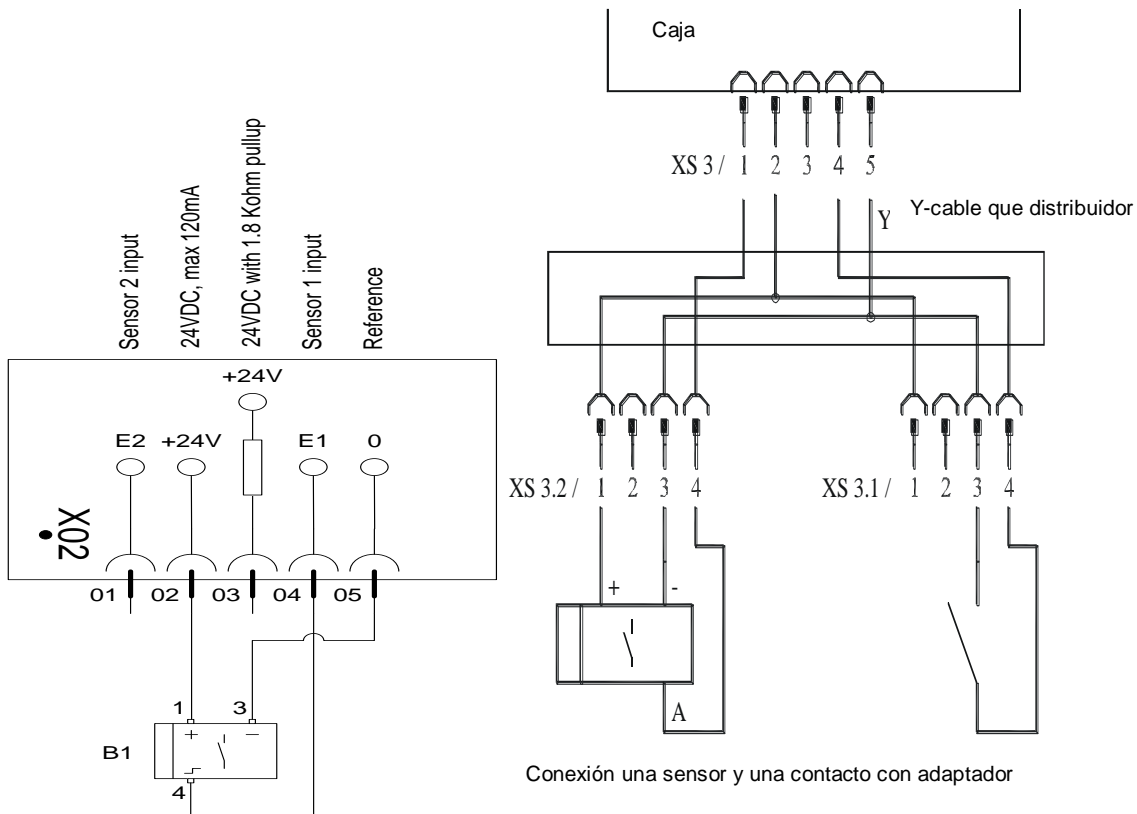 Caja
XS 3 / 1 2 3 4 5
Y Y-cable que distribuidor
Sensor 2 input
24VDC, max 120mA
24VDC with 1.8 Kohm pullup
Sensor 1 input
Reference
+24V
E2 +24V E1 0
X02
01 02 03 04 05
1 3
B1 + −
4
XS 3.2 / 1 2 3 4
+ -
A
XS 3.1 / 1 2 3 4
Conexión una sensor y una contacto con adaptador